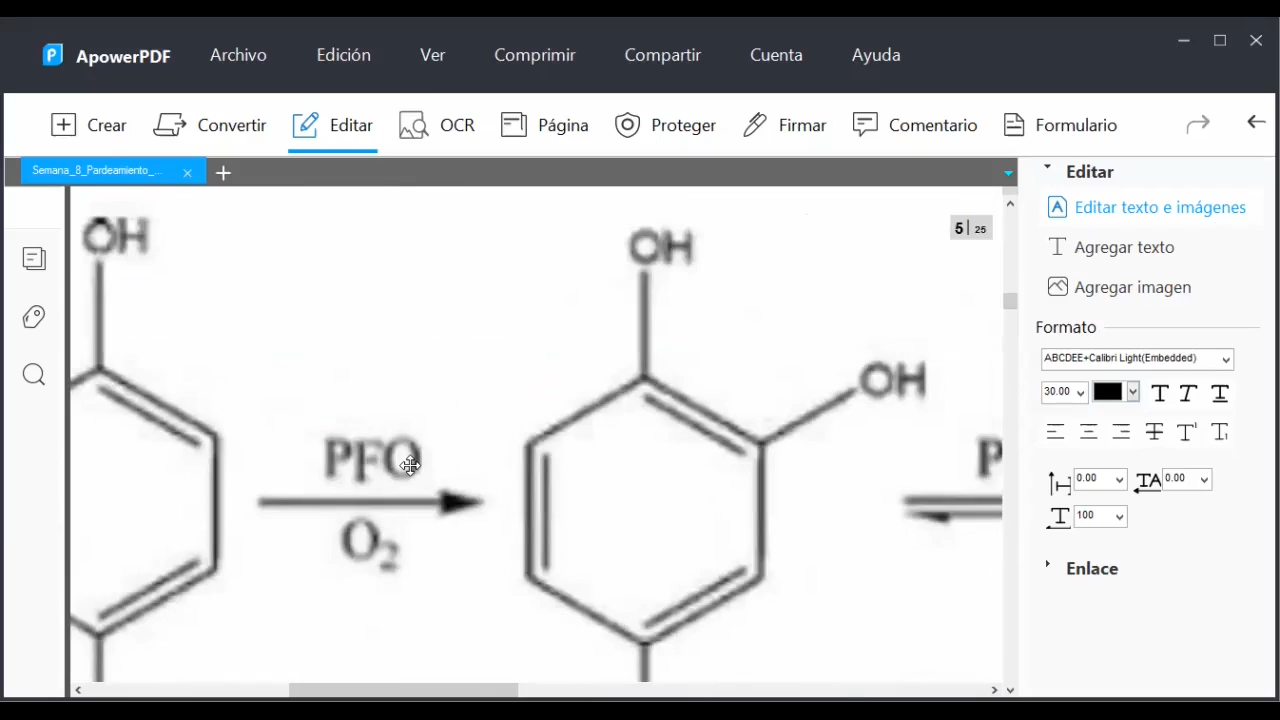 ApowerPDF Archivo Edición Ver Comprimir Compartir Cuenta Ayuda
Crear Convertir Editar OCR Página Proteger Firmar Comentario Formulario
Semana_8_Pardeamiento_...
Editar
Editar texto e imágenes
Agregar texto
Agregar imagen
Formato
ABCDEE+Calibri Light(Embedded)
30.00
0.00 0.00
100
Enlace
5 | 25
OH
OH
OH
PFO
O₂
P